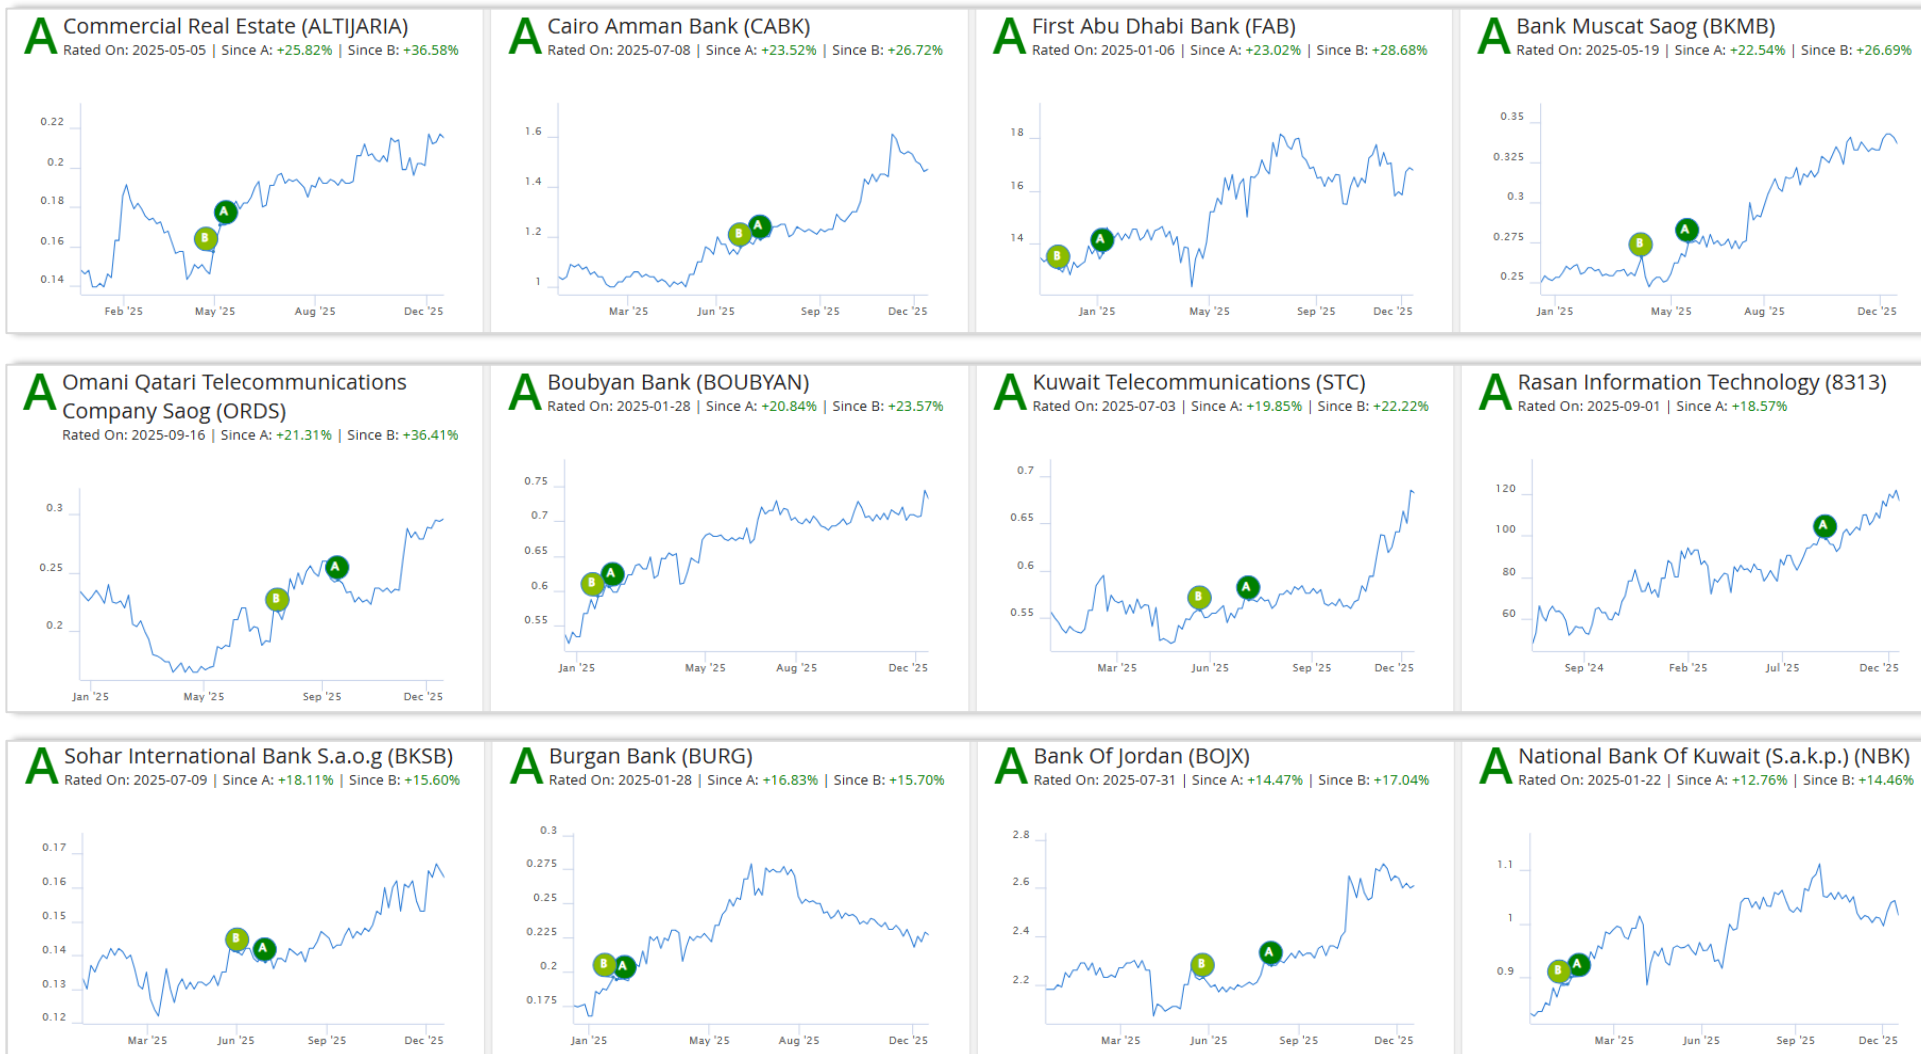 A Commercial Real Estate (ALTIJARIA)
Rated On: 2025-05-05 | Since A: +25.82% | Since B: +36.58%
0.22
0.2
0.18
0.16
0.14
B
A
Feb '25 May '25 Aug '25 Dec '25
A Cairo Amman Bank (CABK)
Rated On: 2025-07-08 | Since A: +23.52% | Since B: +26.72%
1.6
1.4
1.2
1
B
A
Mar '25 Jun '25 Sep '25 Dec '25
A First Abu Dhabi Bank (FAB)
Rated On: 2025-01-06 | Since A: +23.02% | Since B: +28.68%
18
16
14
B
A
Jan '25 May '25 Sep '25 Dec '25
A Bank Muscat Saog (BKMB)
Rated On: 2025-05-19 | Since A: +22.54% | Since B: +26.69%
0.35
0.325
0.3
0.275
0.25
B
A
Jan '25 May '25 Aug '25 Dec '25
A Omani Qatari Telecommunications
Company Saog (ORDS)
Rated On: 2025-09-16 | Since A: +21.31% | Since B: +36.41%
0.3
0.25
0.2
B
A
Jan '25 May '25 Sep '25 Dec '25
A Boubyan Bank (BOUBYAN)
Rated On: 2025-01-28 | Since A: +20.84% | Since B: +23.57%
0.75
0.7
0.65
0.6
0.55
B
A
Jan '25 May '25 Aug '25 Dec '25
A Kuwait Telecommunications (STC)
Rated On: 2025-07-03 | Since A: +19.85% | Since B: +22.22%
0.7
0.65
0.6
0.55
B
A
Mar '25 Jun '25 Sep '25 Dec '25
A Rasan Information Technology (8313)
Rated On: 2025-09-01 | Since A: +18.57%
120
100
80
60
A
Sep '24 Feb '25 Jul '25 Dec '25
A Sohar International Bank S.a.o.g (BKSB)
Rated On: 2025-07-09 | Since A: +18.11% | Since B: +15.60%
0.17
0.16
0.15
0.14
0.13
0.12
B
A
Mar '25 Jun '25 Sep '25 Dec '25
A Burgan Bank (BURG)
Rated On: 2025-01-28 | Since A: +16.83% | Since B: +15.70%
0.3
0.275
0.25
0.225
0.2
0.175
B
A
Jan '25 May '25 Aug '25 Dec '25
A Bank Of Jordan (BOJX)
Rated On: 2025-07-31 | Since A: +14.47% | Since B: +17.04%
2.8
2.6
2.4
2.2
B
A
Mar '25 Jun '25 Sep '25 Dec '25
A National Bank Of Kuwait (S.a.k.p.) (NBK)
Rated On: 2025-01-22 | Since A: +12.76% | Since B: +14.46%
1.1
1
0.9
B
A
Mar '25 Jun '25 Sep '25 Dec '25